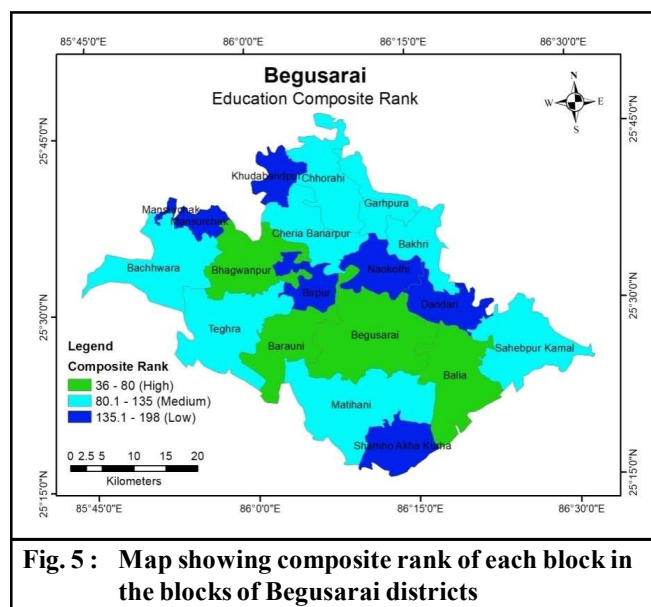 85°45'0"E 86°0'0"E 86°15'0"E 86°30'0"E
Begusarai
Education Composite Rank
N
W E
S
25°45'0"N 25°45'0"N
Khudabandpur
Chhorahi
Garhpura
Mansurchak
Mansurchak
Cheria Bariarpur
Bakhri
Bachhwara
Bhagwanpur
Naokothi
Birpur
Dandari
25°30'0"N 25°30'0"N
Teghra
Begusarai
Barauni
Sahebpur Kamal
Balia
Legend
Composite Rank
36 - 80 (High)
80.1 - 135 (Medium)
135.1 - 198 (Low)
Matihani
Shamho Akha Kurha
0 2.5 5 10 15 20
Kilometers
25°15'0"N 25°15'0"N
85°45'0"E 86°0'0"E 86°15'0"E 86°30'0"E
Fig. 5 : Map showing composite rank of each block in
the blocks of Begusarai districts